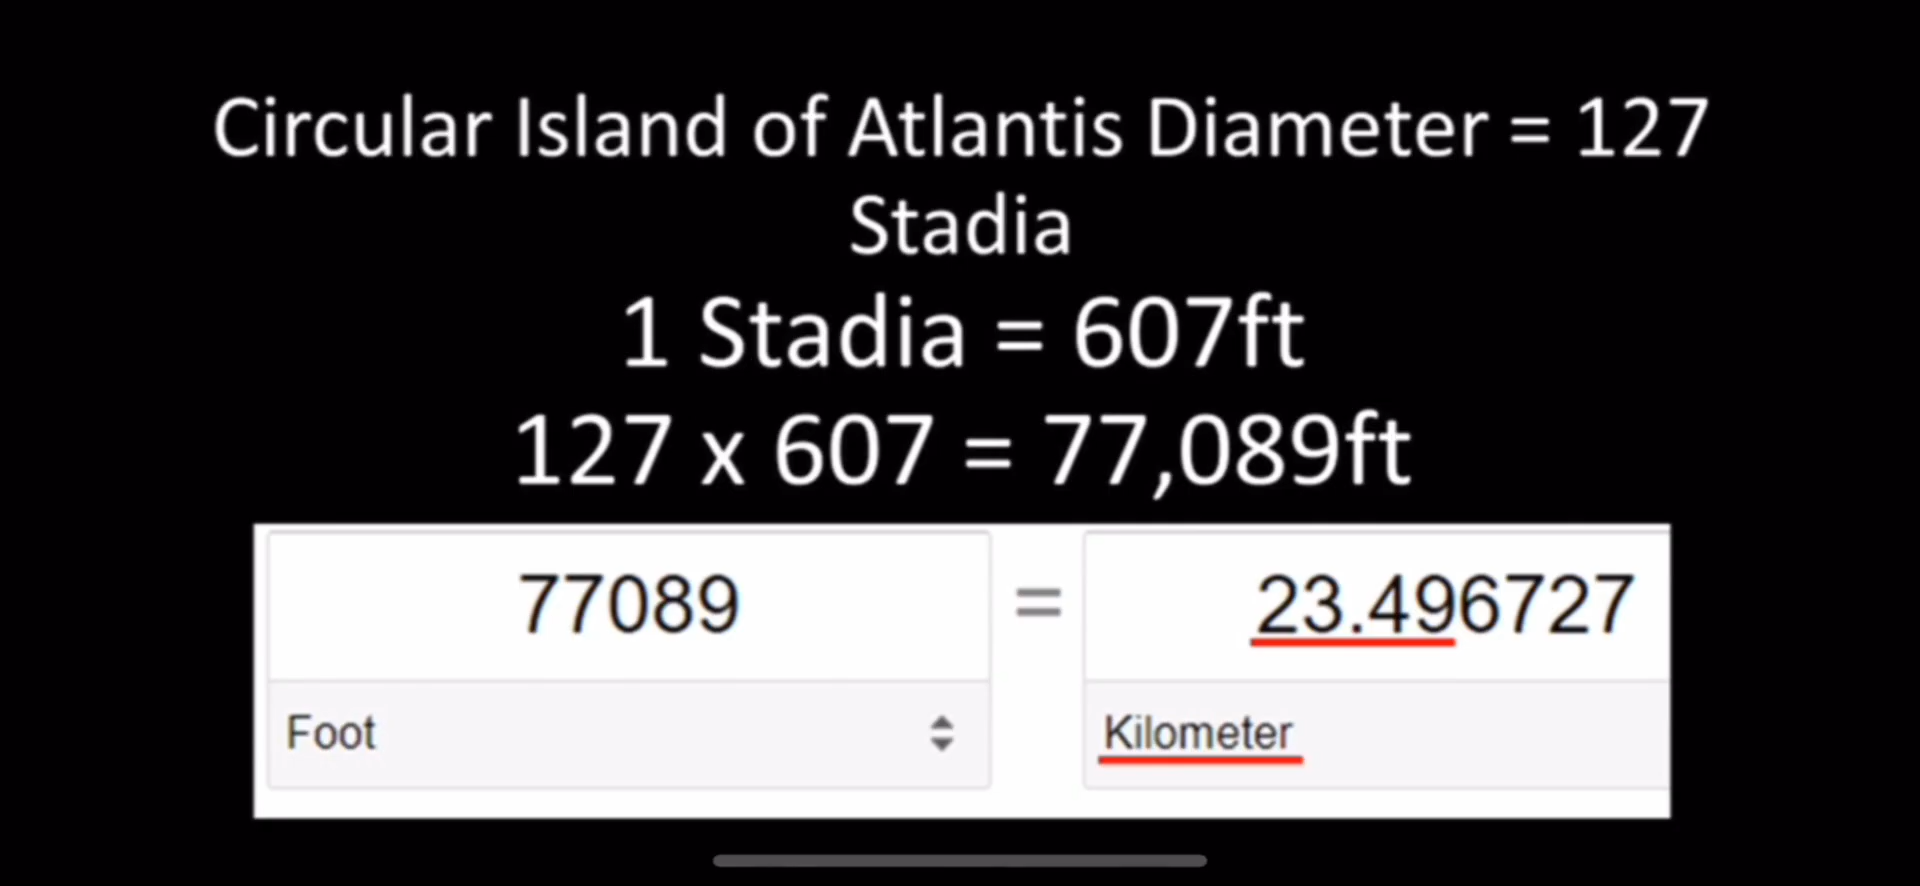 Circular Island of Atlantis Diameter = 127
Stadia
1 Stadia = 607ft
127 x 607 = 77,089ft
77089 = 23.496727
Foot Kilometer